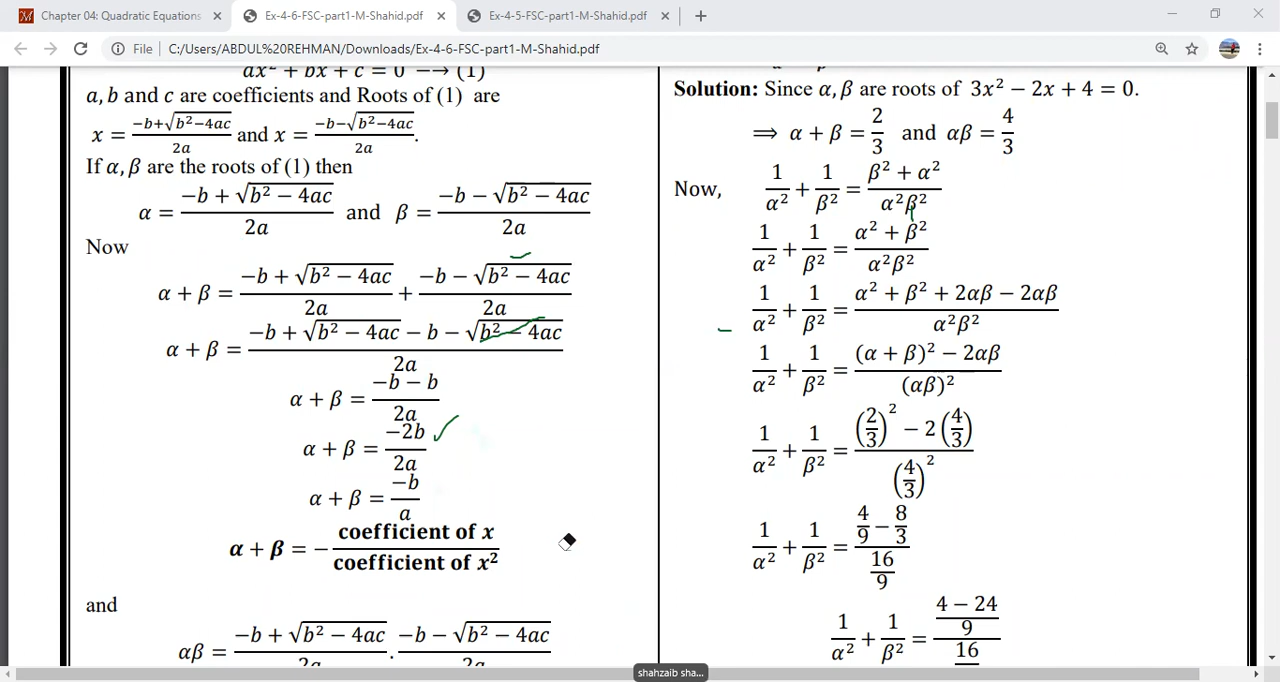 Chapter 04: Quadratic Equations
Ex-4-6-FSC-part1-M-Shahid.pdf
Ex-4-5-FSC-part1-M-Shahid.pdf
File | C:/Users/ABDUL%20REHMAN/Downloads/Ex-4-6-FSC-part1-M-Shahid.pdf
ax² + bx + c = 0 −→ (1)
a, b and c are coefficients and Roots of (1) are
x = (−b+√(b²−4ac))/2a and x = (−b−√(b²−4ac))/2a.
If α, β are the roots of (1) then
α = (−b + √(b² − 4ac))/2a and β = (−b − √(b² − 4ac))/2a
Now
α + β = (−b + √(b² − 4ac))/2a + (−b − √(b² − 4ac))/2a
α + β = (−b + √(b² − 4ac) − b − √(b² − 4ac))/2a
α + β = (−b − b)/2a
α + β = −2b/2a
α + β = −b/a
α + β = − coefficient of x / coefficient of x²
and
αβ = (−b + √(b² − 4ac))/2a . (−b − √(b² − 4ac))/2a
Solution: Since α, β are roots of 3x² − 2x + 4 = 0.
⟹ α + β = 2/3 and αβ = 4/3
Now, 1/α² + 1/β² = (β² + α²)/(α²β²)
1/α² + 1/β² = (α² + β²)/(α²β²)
1/α² + 1/β² = (α² + β² + 2αβ − 2αβ)/(α²β²)
1/α² + 1/β² = ((α + β)² − 2αβ)/(αβ)²
1/α² + 1/β² = ((2/3)² − 2(4/3))/(4/3)²
1/α² + 1/β² = (4/9 − 8/3)/(16/9)
1/α² + 1/β² = ((4 − 24)/9)/(16
shahzaib sha...